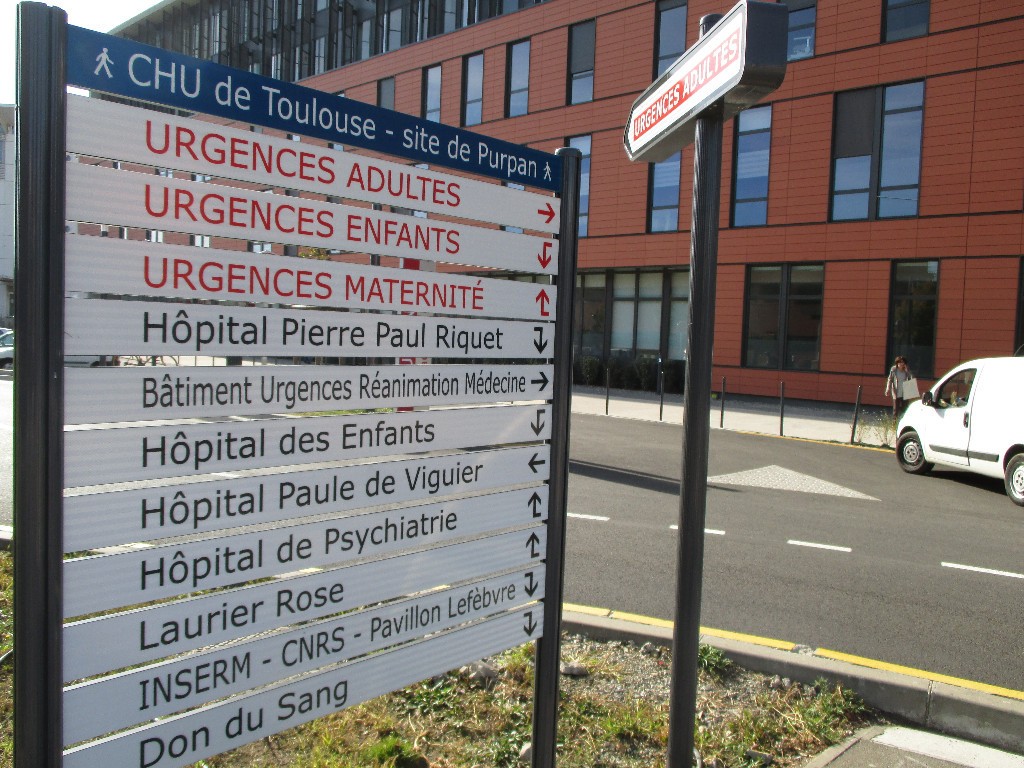 CHU de Toulouse - site de Purpan
URGENCES ADULTES
URGENCES ENFANTS
URGENCES MATERNITÉ
Hôpital Pierre Paul Riquet
Bâtiment Urgences Réanimation Médecine
Hôpital des Enfants
Hôpital Paule de Viguier
Hôpital de Psychiatrie
Laurier Rose
INSERM - CNRS - Pavillon Lefèbvre
Don du Sang
URGENCES ADULTES